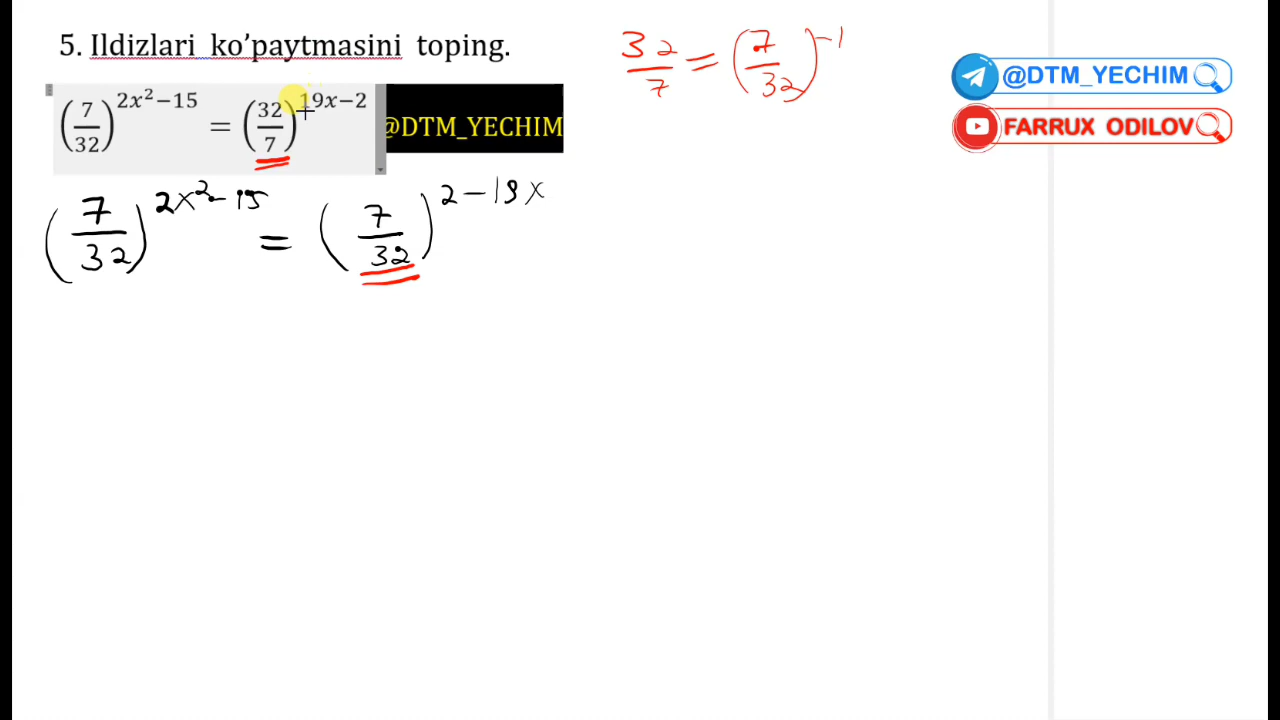 5. Ildizlari ko’paytmasini toping.
32/7 = (7/32)^-1
@DTM_YECHIM
FARRUX ODILOV
(7/32)^(2x²−15) = (32/7)^(19x−2)
@DTM_YECHIM
(7/32)^(2x²-15) = (7/32)^(2-19x)